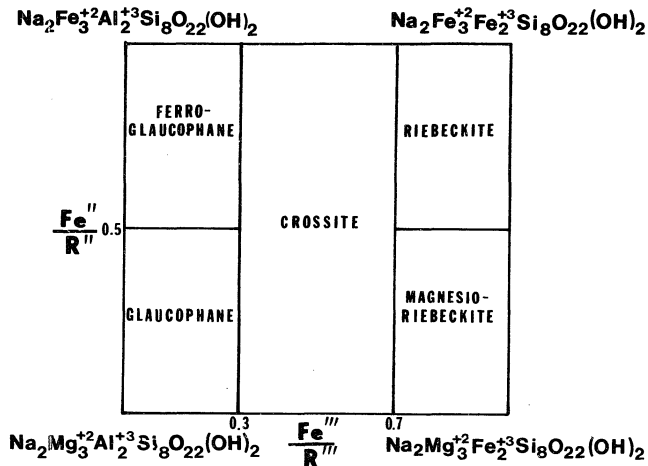 Na₂Fe₃⁺²Al₂⁺³Si₈O₂₂(OH)₂
Na₂Fe₃⁺²Fe₂⁺³Si₈O₂₂(OH)₂
FERRO-
GLAUCOPHANE
RIEBECKITE
CROSSITE
Fe''
R''
0.5
GLAUCOPHANE
MAGNESIO-
RIEBECKITE
0.3
0.7
Na₂Mg₃⁺²Al₂⁺³Si₈O₂₂(OH)₂
Fe'''
R'''
Na₂Mg₃⁺²Fe₂⁺³Si₈O₂₂(OH)₂